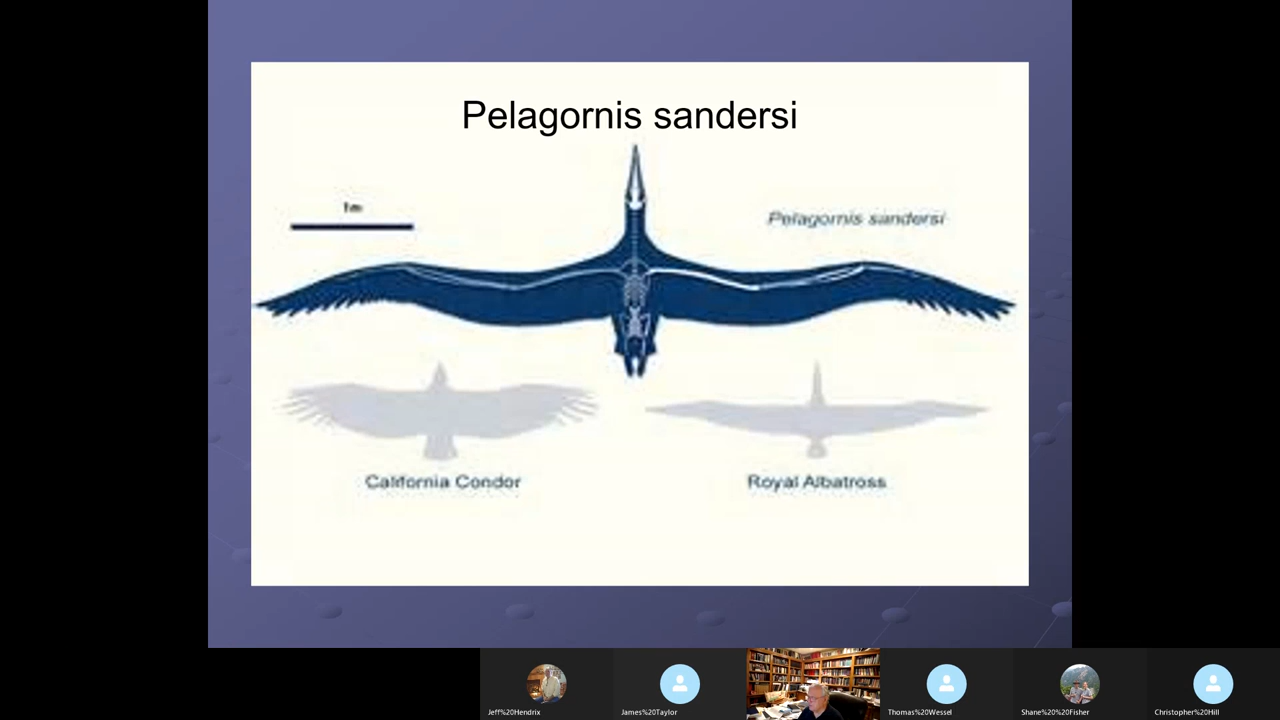 Pelagornis sandersi
1m
Pelagornis sandersi
California Condor
Royal Albatross
Jeff%20Hendrix
James%20Taylor
Thomas%20Wessel
Shane%20%20Fisher
Christopher%20Hill